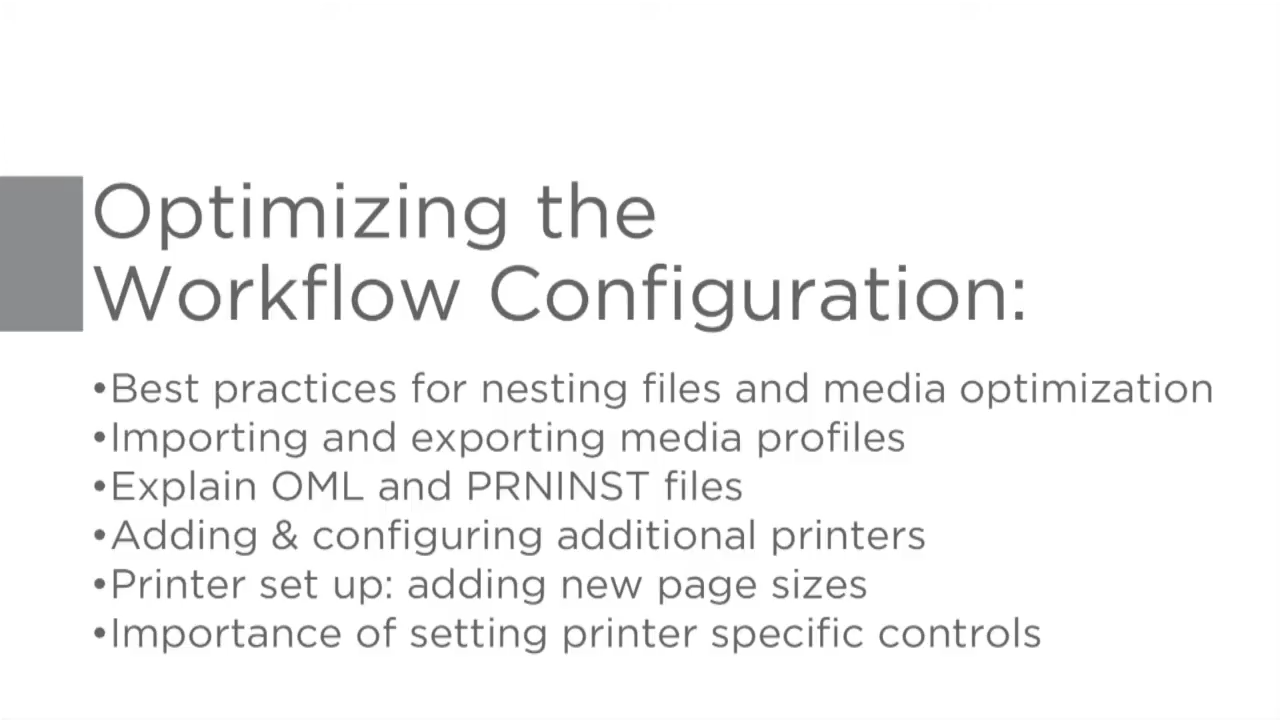 Optimizing the
Workflow Configuration:
•Best practices for nesting files and media optimization
•Importing and exporting media profiles
•Explain OML and PRNINST files
•Adding & configuring additional printers
•Printer set up: adding new page sizes
•Importance of setting printer specific controls